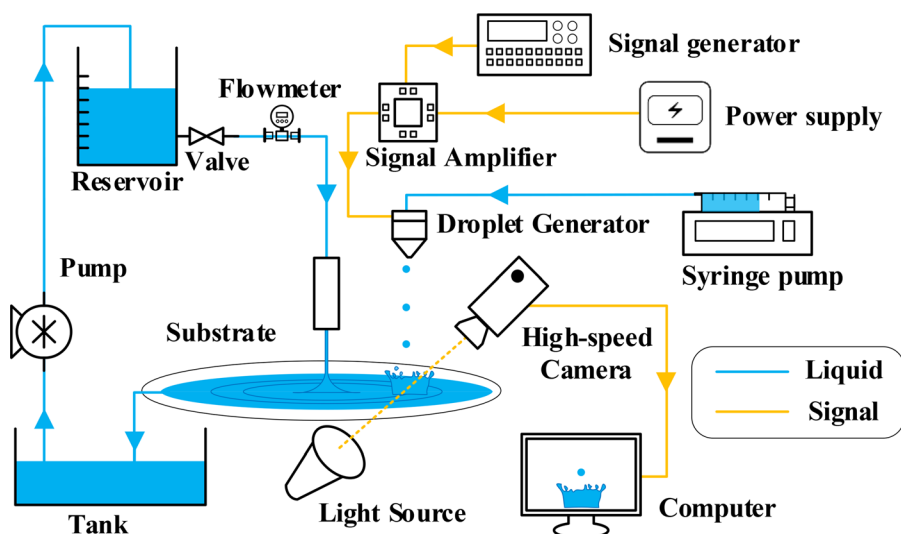 Signal generator
Flowmeter
Power supply
Valve
Signal Amplifier
Reservoir
Droplet Generator
Pump
Syringe pump
Substrate
High-speed
Camera
Liquid
Signal
Light Source
Computer
Tank